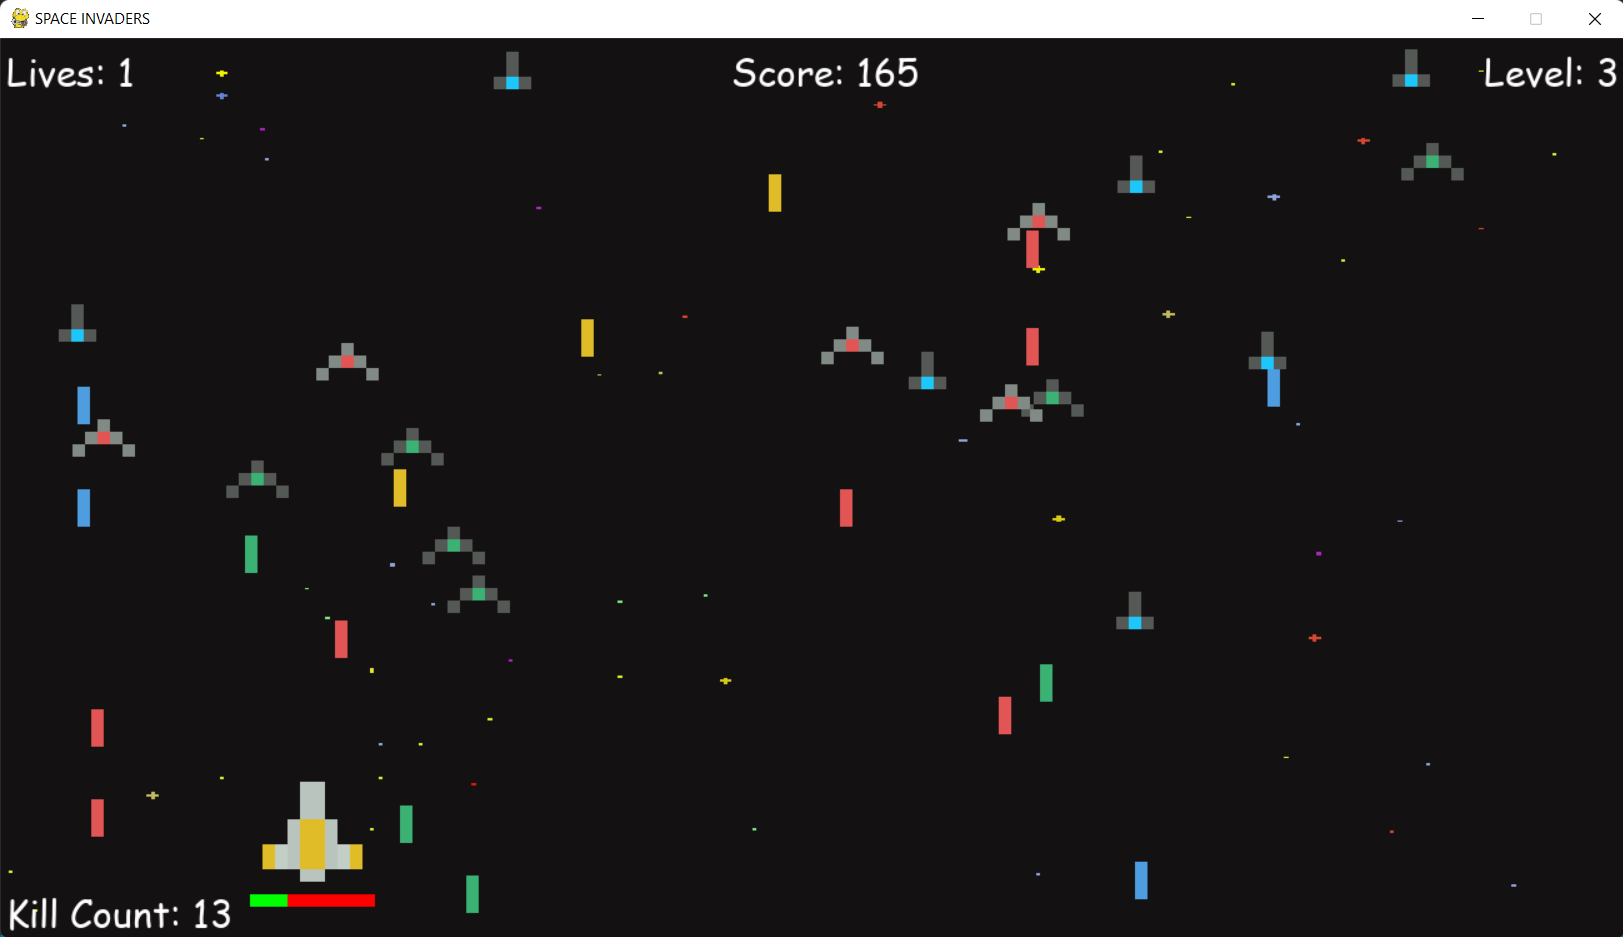 SPACE INVADERS
Lives: 1
Score: 165
Level: 3
Kill Count: 13